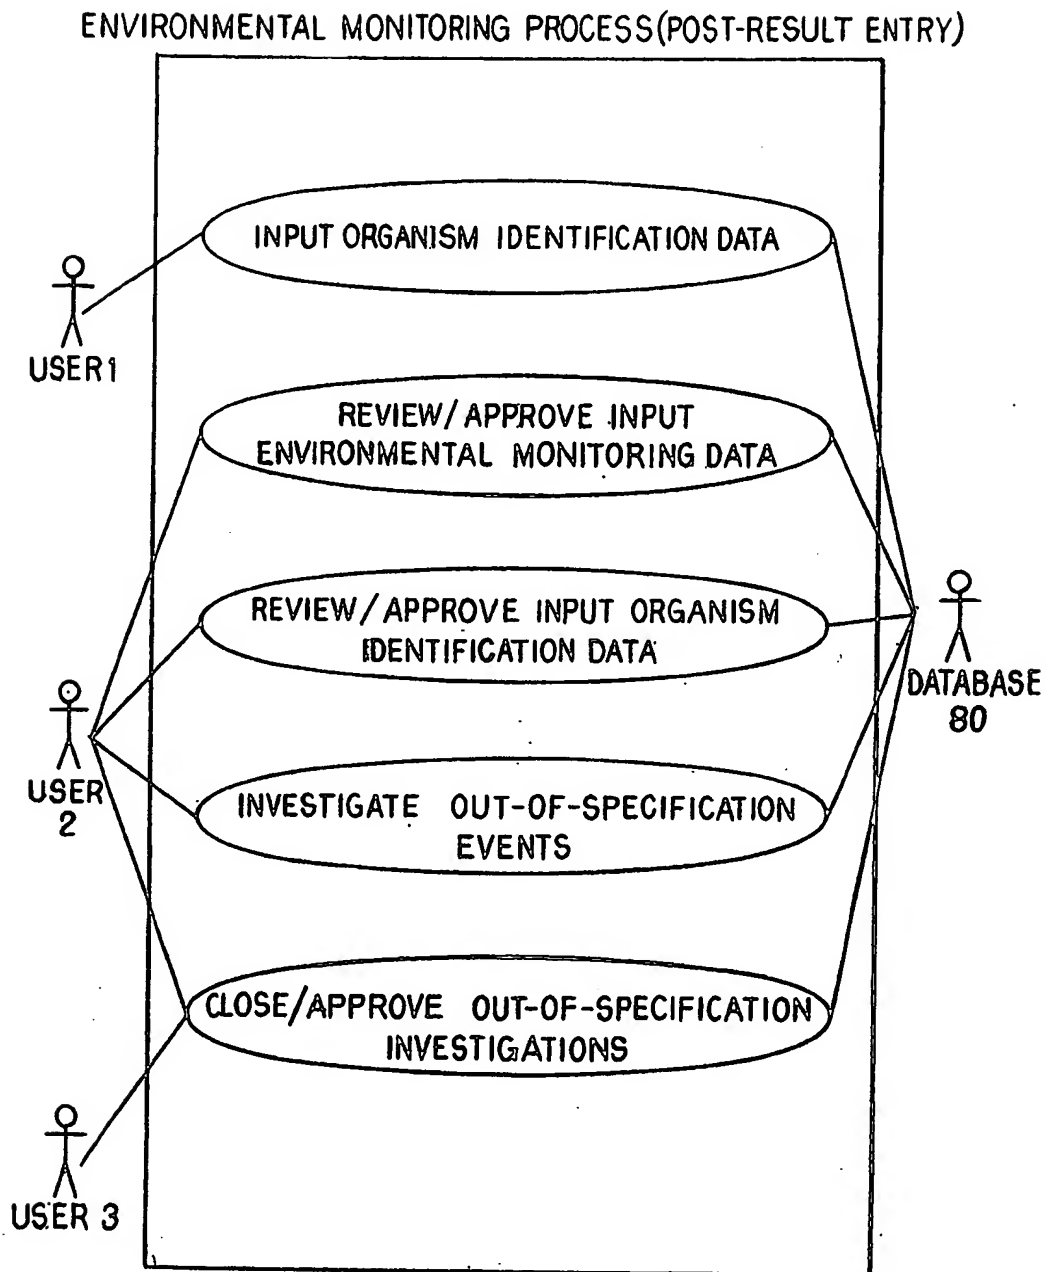 ENVIRONMENTAL MONITORING PROCESS(POST-RESULT ENTRY)
INPUT ORGANISM IDENTIFICATION DATA
USER1
REVIEW/APPROVE INPUT
ENVIRONMENTAL MONITORING DATA
REVIEW/APPROVE INPUT ORGANISM
IDENTIFICATION DATA
DATABASE
80
USER
2
INVESTIGATE OUT-OF-SPECIFICATION
EVENTS
CLOSE/APPROVE OUT-OF-SPECIFICATION
INVESTIGATIONS
USER 3